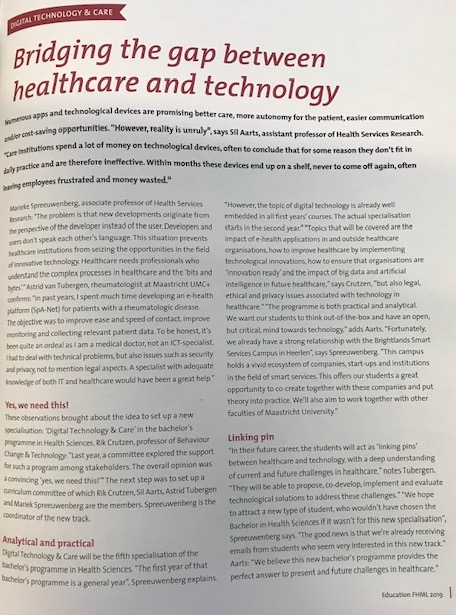 DIGITAL TECHNOLOGY & CARE
Bridging the gap between
healthcare and technology
Numerous apps and technological devices are promising better care, more autonomy for the patient, easier communication
and/or cost-saving opportunities. "However, reality is unruly", says Sil Aarts, assistant professor of Health Services Research.
"Care institutions spend a lot of money on technological devices, often to conclude that for some reason they don't fit in
daily practice and are therefore ineffective. Within months these devices end up on a shelf, never to come off again, often
leaving employees frustrated and money wasted."
Marieke Spreeuwenberg, associate professor of Health Services
Research: "The problem is that new developments originate from
the perspective of the developer instead of the user. Developers and
users don't speak each other's language. This situation prevents
healthcare institutions from seizing the opportunities in the field
of innovative technology. Healthcare needs professionals who
understand the complex processes in healthcare and the 'bits and
bytes'." Astrid van Tubergen, rheumatologist at Maastricht UMC+
confirms: "In past years, I spent much time developing an e-health
platform (SpA-Net) for patients with a rheumatologic disease.
The objective was to improve ease and speed of contact, improve
monitoring and collecting relevant patient data. To be honest, it's
been quite an ordeal as I am a medical doctor, not an ICT-specialist.
I had to deal with technical problems, but also issues such as security
and privacy, not to mention legal aspects. A specialist with adequate
knowledge of both IT and healthcare would have been a great help."
Yes, we need this!
These observations brought about the idea to set up a new
specialisation: 'Digital Technology & Care' in the bachelor's
programme in Health Sciences. Rik Crutzen, professor of Behaviour
Change & Technology: "Last year, a committee explored the support
for such a program among stakeholders. The overall opinion was
a convincing 'yes, we need this!'" The next step was to set up a
curriculum committee of which Rik Crutzen, Sil Aarts, Astrid Tubergen
and Mariek Spreeuwenberg are the members. Spreeuwenberg is the
coordinator of the new track.
Analytical and practical
Digital Technology & Care will be the fifth specialisation of the
bachelor's programme in Health Sciences. "The first year of that
bachelor's programme is a general year", Spreeuwenberg explains.
"However, the topic of digital technology is already well
embedded in all first years' courses. The actual specialisation
starts in the second year." "Topics that will be covered are the
impact of e-health applications in and outside healthcare
organisations, how to improve healthcare by implementing
technological innovations, how to ensure that organisations are
'innovation ready' and the impact of big data and artificial
intelligence in future healthcare," says Crutzen, "but also legal,
ethical and privacy issues associated with technology in
healthcare." "The programme is both practical and analytical.
We want our students to think out-of-the-box and have an open,
but critical, mind towards technology," adds Aarts. "Fortunately,
we already have a strong relationship with the Brightlands Smart
Services Campus in Heerlen", says Spreeuwenberg. "This campus
holds a vivid ecosystem of companies, start-ups and institutions
in the field of smart services. This offers our students a great
opportunity to co-create together with these companies and put
theory into practice. We'll also aim to work together with other
faculties of Maastricht University."
Linking pin
"In their future career, the students will act as 'linking pins'
between healthcare and technology, with a deep understanding
of current and future challenges in healthcare," notes Tubergen,
"They will be able to propose, co-develop, implement and evaluate
technological solutions to address these challenges." "We hope
to attract a new type of student, who wouldn't have chosen the
Bachelor in Health Sciences if it wasn't for this new specialisation",
Spreeuwenberg says. "The good news is that we're already receiving
emails from students who seem very interested in this new track."
Aarts: "We believe this new bachelor's programme provides the
perfect answer to present and future challenges in healthcare."
Education FHML 2019